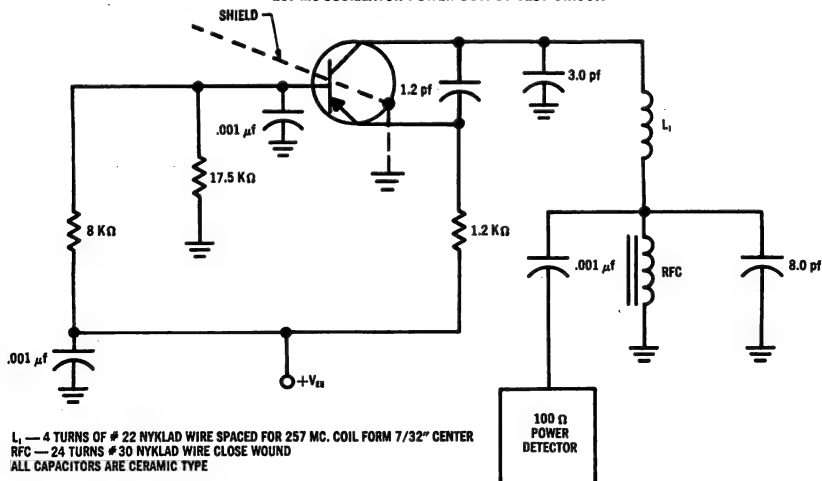 SHIELD
1.2 pf
3.0 pf
.001 μf
L₁
17.5 KΩ
8 KΩ
1.2 KΩ
.001 μf
RFC
8.0 pf
.001 μf
+V
100 Ω
POWER
DETECTOR
L₁ — 4 TURNS OF # 22 NYKLAD WIRE SPACED FOR 257 MC. COIL FORM 7/32" CENTER
RFC — 24 TURNS # 30 NYKLAD WIRE CLOSE WOUND
ALL CAPACITORS ARE CERAMIC TYPE